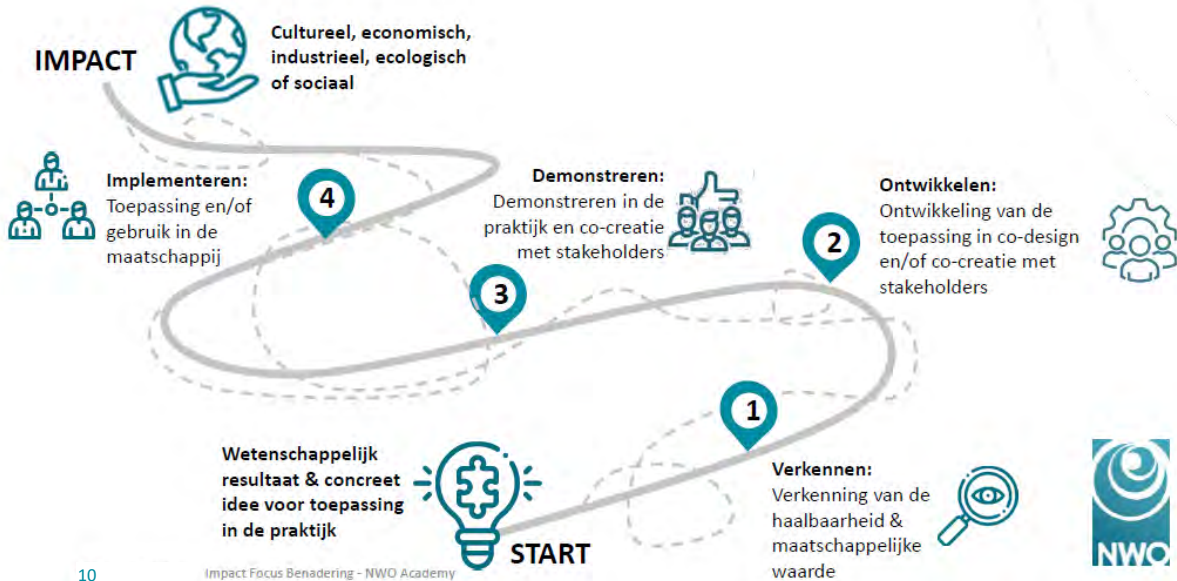 IMPACT
Cultureel, economisch,
industrieel, ecologisch
of sociaal
Implementeren:
Toepassing en/of
gebruik in de
maatschappij
4
Demonstreren:
Demonstreren in de
praktijk en co-creatie
met stakeholders
3
2
Ontwikkelen:
Ontwikkeling van de
toepassing in co-design
en/of co-creatie met
stakeholders
1
Wetenschappelijk
resultaat & concreet
idee voor toepassing
in de praktijk
START
Verkennen:
Verkenning van de
haalbaarheid &
maatschappelijke
waarde
NWO
10
Impact Focus Benadering - NWO Academy